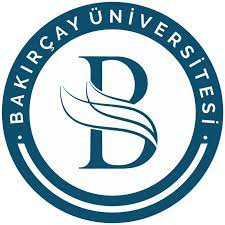 · BAKIRÇAY ÜNİVERSİTESİ ·
B